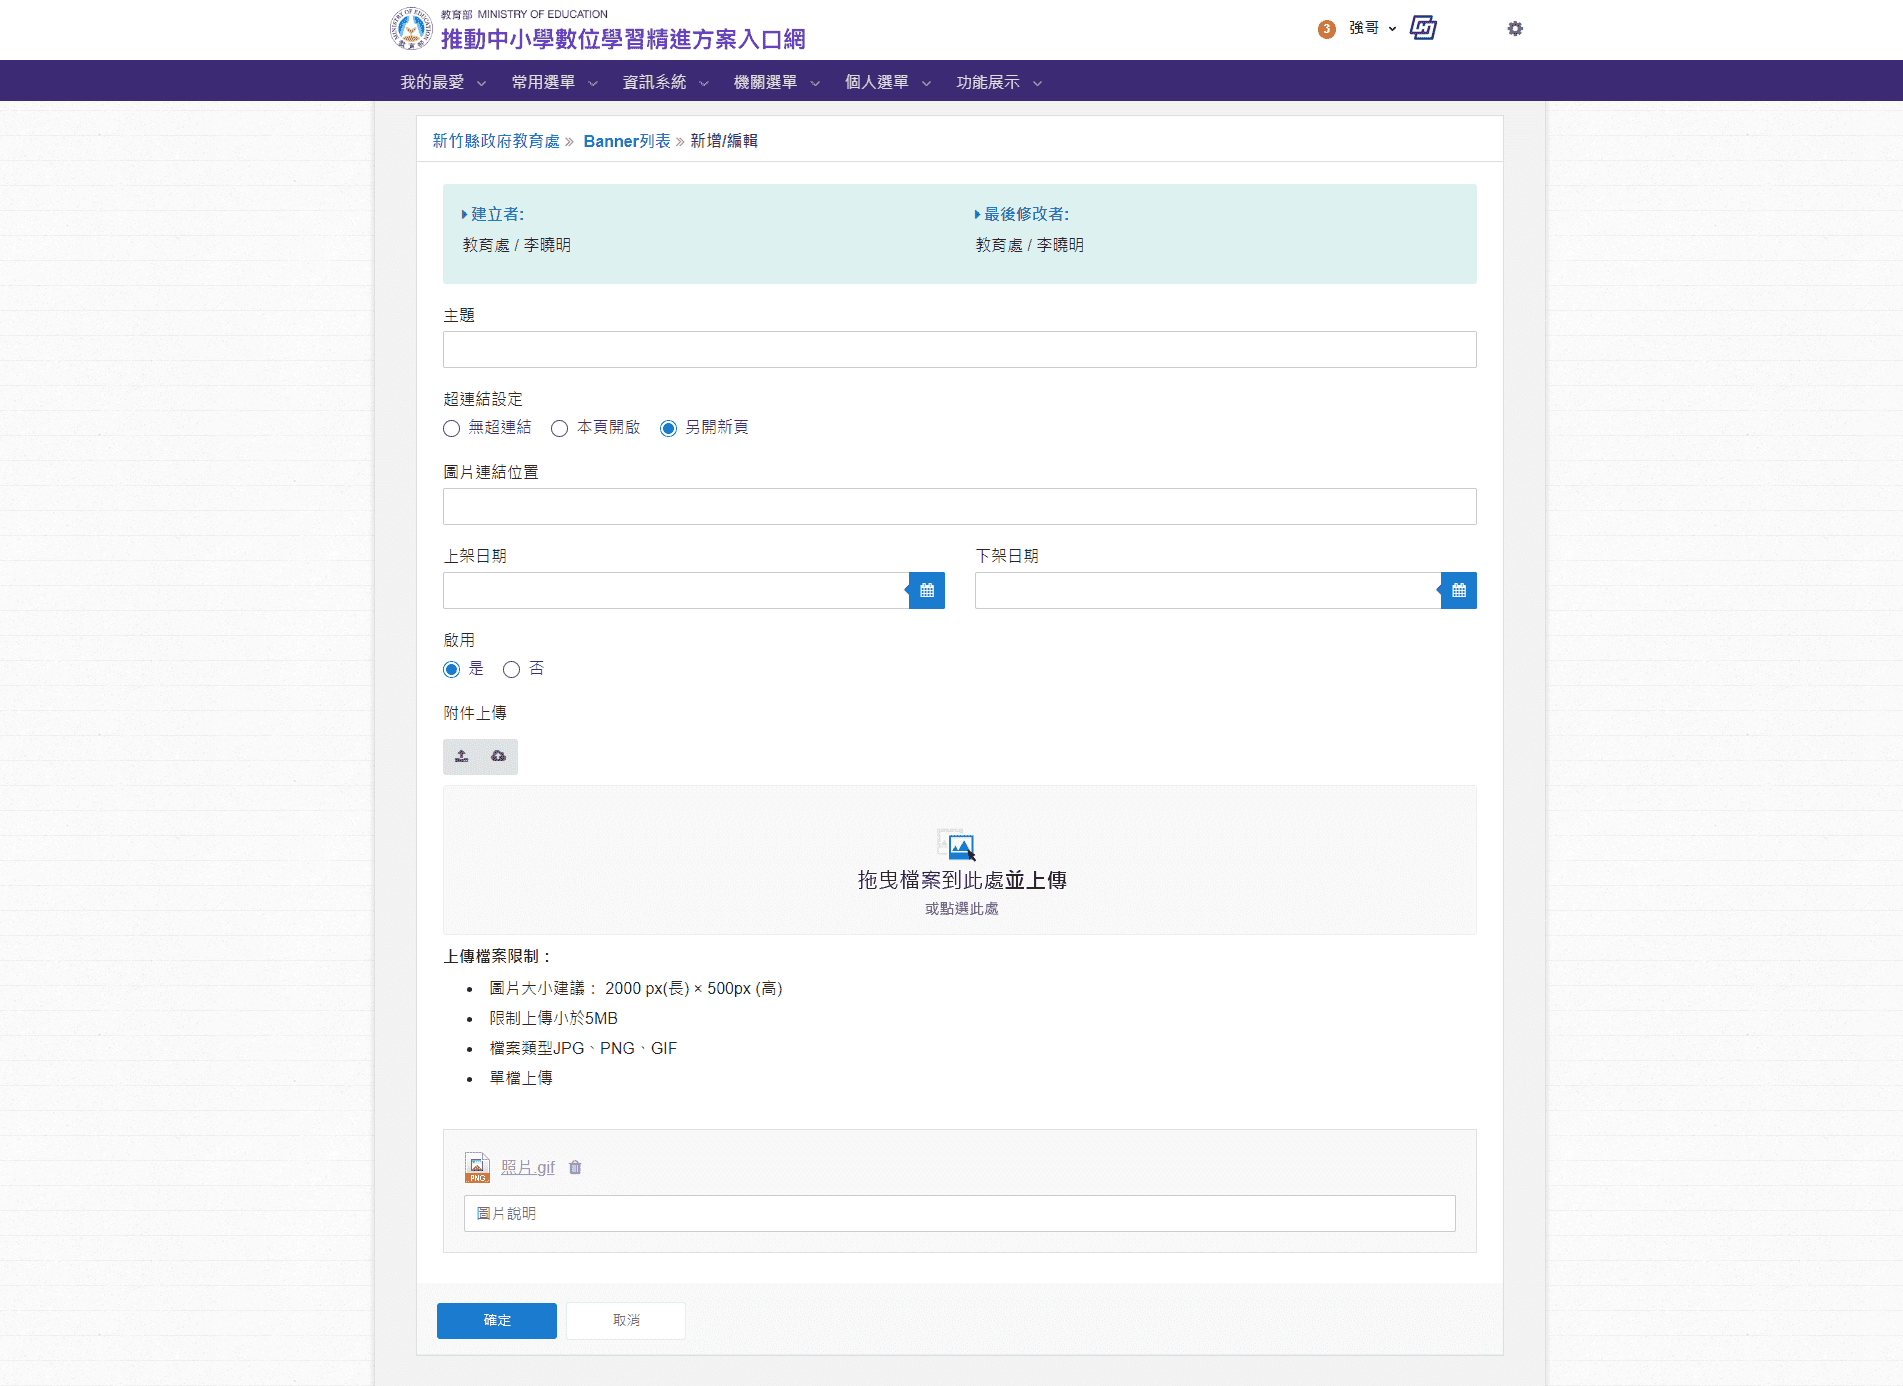 教育部 MINISTRY OF EDUCATION
推動中小學數位學習精進方案入口網
3 強哥
我的最愛 常用選單 資訊系統 機關選單 個人選單 功能展示
新竹縣政府教育處 » Banner列表 » 新增/編輯
建立者: 最後修改者:
教育處 / 李曉明 教育處 / 李曉明
主題
超連結設定
無超連結 本頁開啟 另開新頁
圖片連結位置
上架日期 下架日期
啟用
是 否
附件上傳
拖曳檔案到此處並上傳
或點選此處
上傳檔案限制：
• 圖片大小建議： 2000 px(長) × 500px (高)
• 限制上傳小於5MB
• 檔案類型JPG、PNG、GIF
• 單檔上傳
PNG 照片.gif
圖片說明
確定 取消